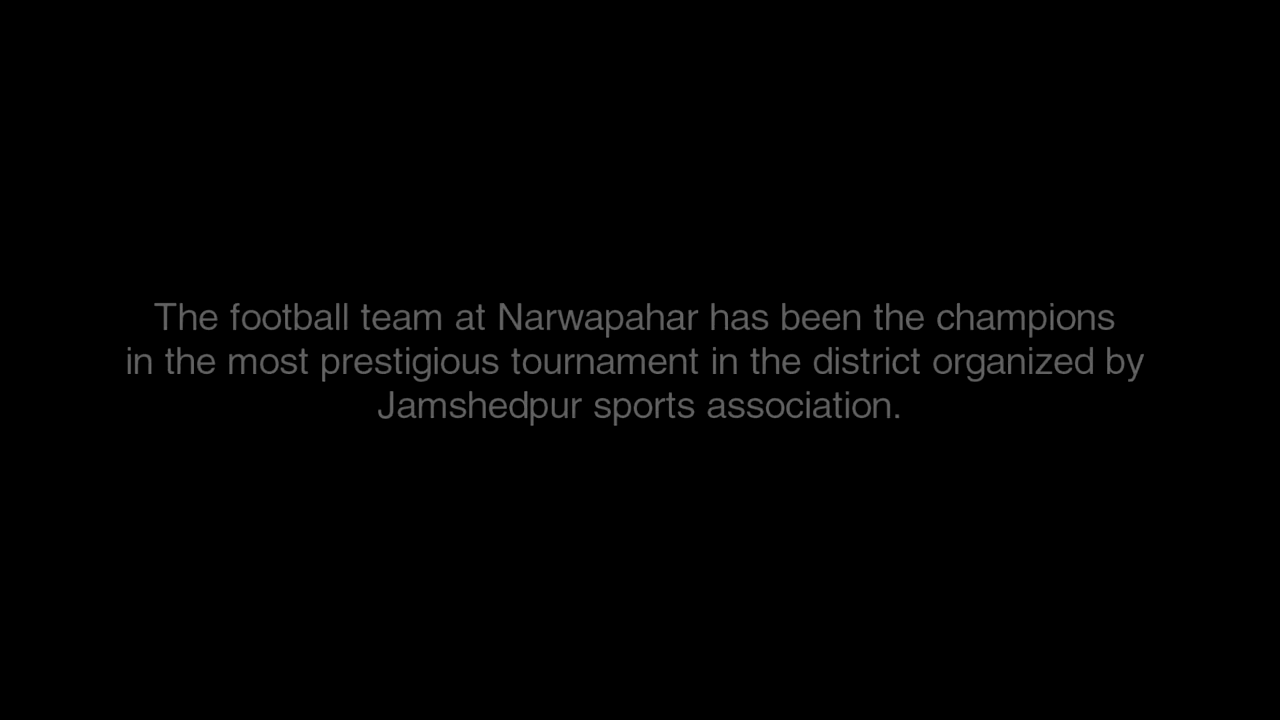 The football team at Narwapahar has been the champions
in the most prestigious tournament in the district organized by
Jamshedpur sports association.